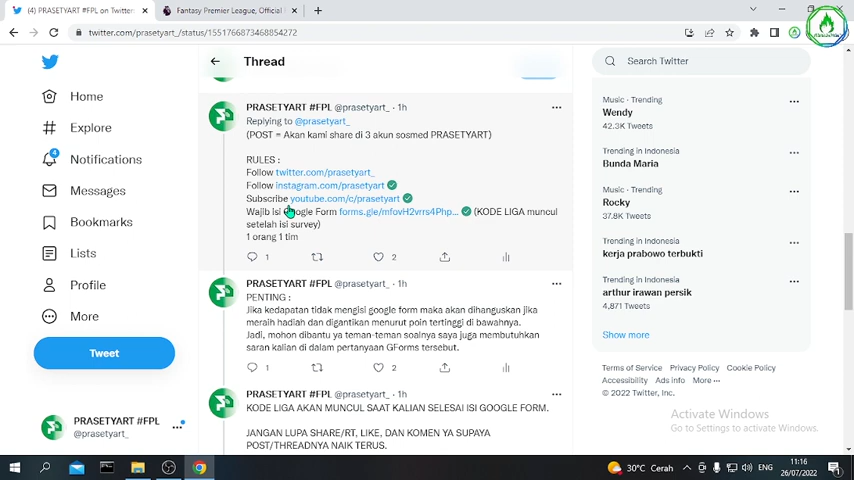 (4) PRASETYART #FPL on Twitter:
Fantasy Premier League, Official
twitter.com/prasetyart_/status/1551766873468854272
Thread
Search Twitter
Home
Explore
4
Notifications
Messages
Bookmarks
Lists
Profile
More
Tweet
PRASETYART #FPL
@prasetyart_
PRASETYART #FPL @prasetyart_ · 1h
Replying to @prasetyart_
(POST = Akan kami share di 3 akun sosmed PRASETYART)
RULES :
Follow twitter.com/prasetyart_
Follow instagram.com/prasetyart
Subscribe youtube.com/c/prasetyart
Wajib Isi Google Form forms.gle/mfovH2vrrs4Php... (KODE LIGA muncul
setelah isi survey)
1 orang 1 tim
1 2
PRASETYART #FPL @prasetyart_ · 1h
PENTING :
Jika kedapatan tidak mengisi google form maka akan dihanguskan jika
meraih hadiah dan digantikan menurut poin tertinggi di bawahnya.
Jadi, mohon dibantu ya teman-teman soalnya saya juga membutuhkan
saran kalian di dalam pertanyaan GForms tersebut.
1 2
PRASETYART #FPL @prasetyart_ · 1h
KODE LIGA AKAN MUNCUL SAAT KALIAN SELESAI ISI GOOGLE FORM.
JANGAN LUPA SHARE/RT, LIKE, DAN KOMEN YA SUPAYA
POST/THREADNYA NAIK TERUS.
Music · Trending
Wendy
42.3K Tweets
Trending in Indonesia
Bunda Maria
Music · Trending
Rocky
37.8K Tweets
Trending in Indonesia
kerja prabowo terbukti
Trending in Indonesia
arthur irawan persik
4,871 Tweets
Show more
Terms of Service Privacy Policy Cookie Policy
Accessibility Ads info More ...
© 2022 Twitter, Inc.
Activate Windows
Go to Settings to activate Windows.
30°C Cerah
ENG
11:16
26/07/2022